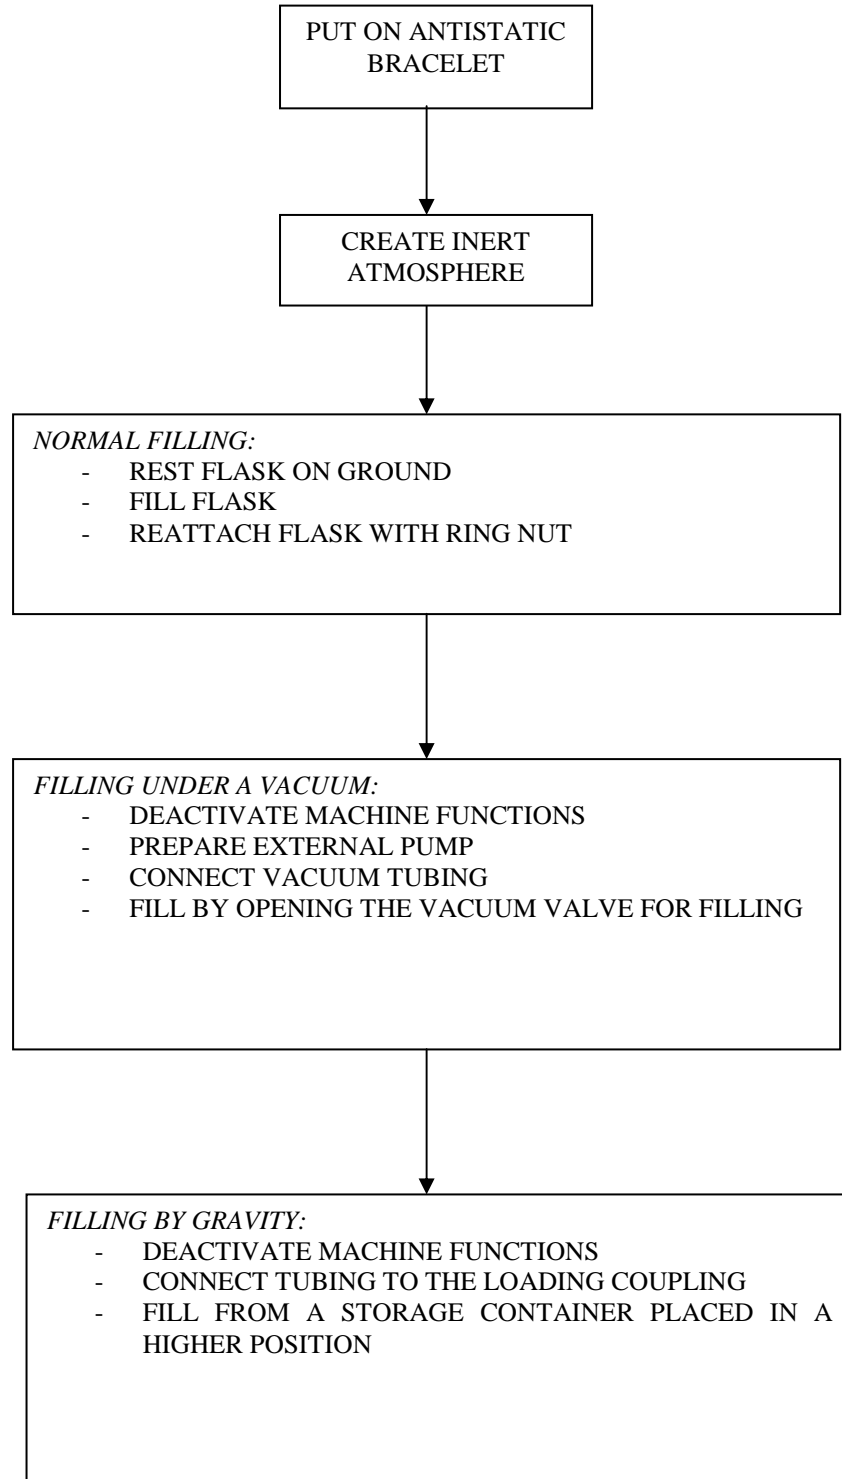 PUT ON ANTISTATIC
BRACELET
CREATE INERT
ATMOSPHERE
NORMAL FILLING:
- REST FLASK ON GROUND
- FILL FLASK
- REATTACH FLASK WITH RING NUT
FILLING UNDER A VACUUM:
- DEACTIVATE MACHINE FUNCTIONS
- PREPARE EXTERNAL PUMP
- CONNECT VACUUM TUBING
- FILL BY OPENING THE VACUUM VALVE FOR FILLING
FILLING BY GRAVITY:
- DEACTIVATE MACHINE FUNCTIONS
- CONNECT TUBING TO THE LOADING COUPLING
- FILL FROM A STORAGE CONTAINER PLACED IN A
HIGHER POSITION